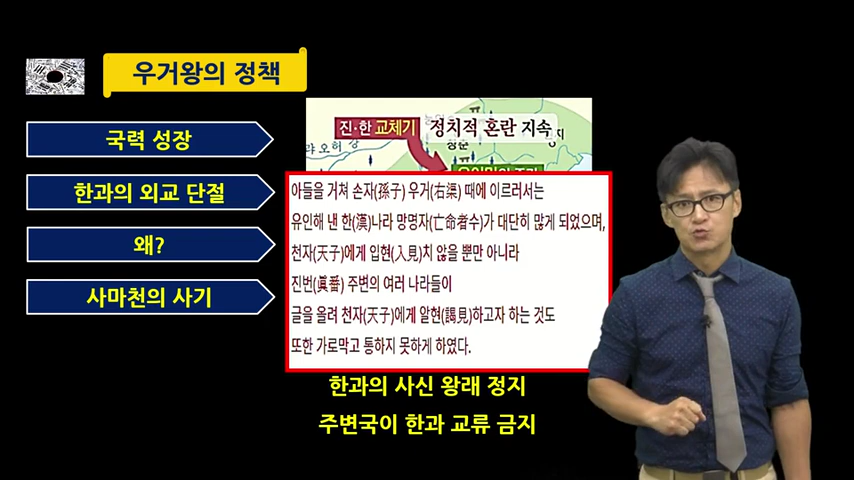 우거왕의 정책
국력 성장
한과의 외교 단절
왜?
사마천의 사기
진·한 교체기
정치적 혼란 지속
아들을 거쳐 손자(孫子) 우거(右渠) 때에 이르러서는
유인해 낸 한(漢)나라 망명자(亡命者수)가 대단히 많게 되었으며,
천자(天子)에게 입현(入見)치 않을 뿐만 아니라
진번(眞番) 주변의 여러 나라들이
글을 올려 천자(天子)에게 알현(謁見)하고자 하는 것도
또한 가로막고 통하지 못하게 하였다.
한과의 사신 왕래 정지
주변국이 한과 교류 금지